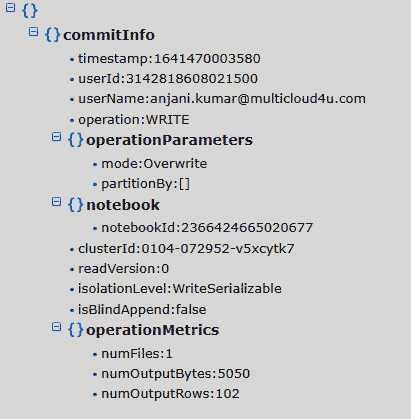 {}
{}commitInfo
timestamp:1641470003580
userId:3142818608021500
userName:anjani.kumar@multicloud4u.com
operation:WRITE
{}operationParameters
mode:Overwrite
partitionBy:[]
{}notebook
notebookId:2366424665020677
clusterId:0104-072952-v5xcytk7
readVersion:0
isolationLevel:WriteSerializable
isBlindAppend:false
{}operationMetrics
numFiles:1
numOutputBytes:5050
numOutputRows:102